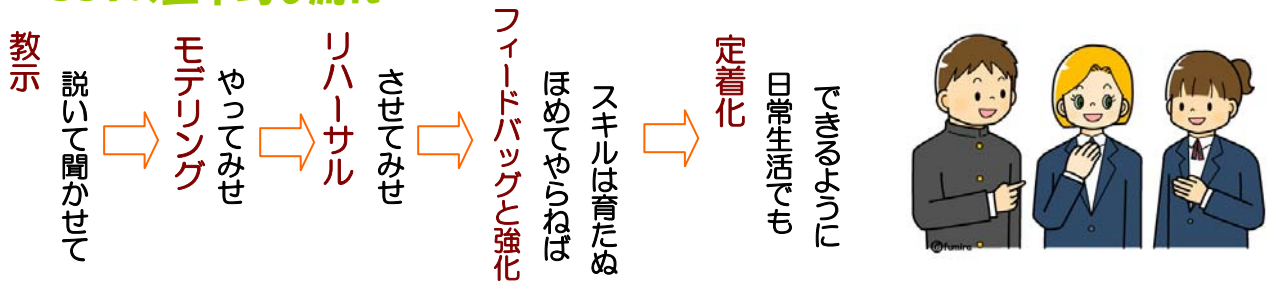 教示
説いて聞かせて
モデリング
やってみせ
リハーサル
させてみせ
フィードバッグと強化
ほめてやらねば
スキルは育たぬ
定着化
日常生活でも
できるように
©fumira